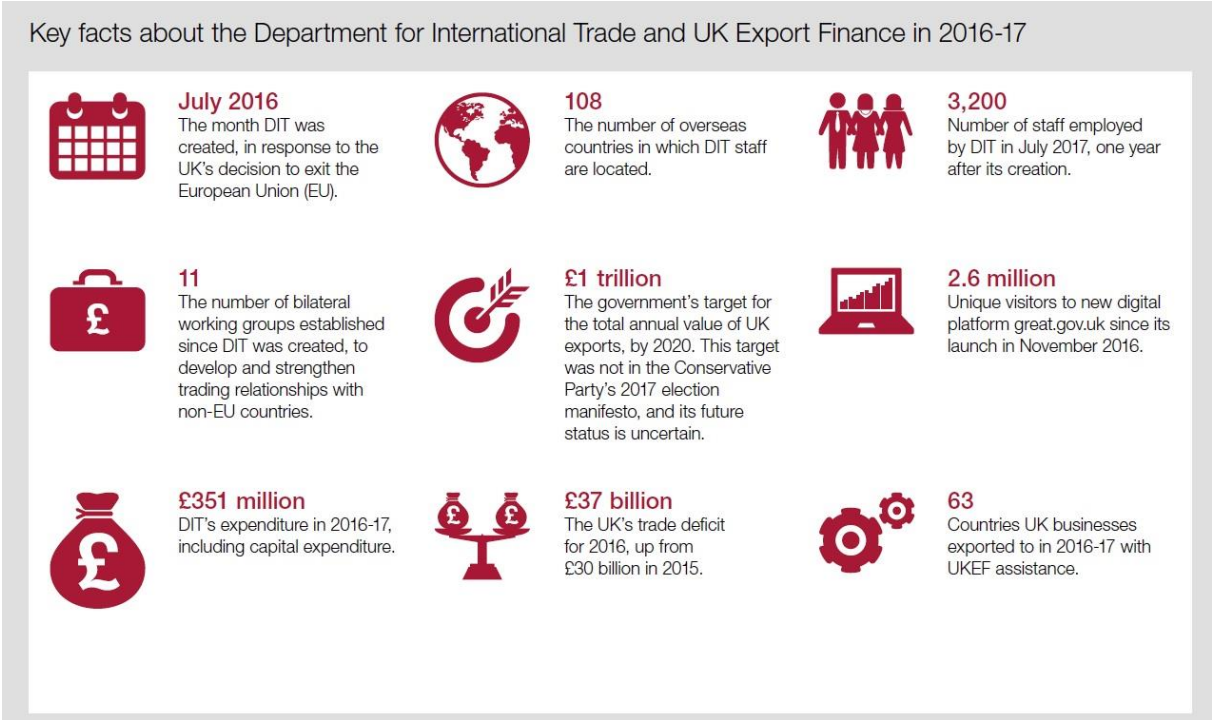 Key facts about the Department for International Trade and UK Export Finance in 2016-17
July 2016
The month DIT was
created, in response to the
UK's decision to exit the
European Union (EU).
108
The number of overseas
countries in which DIT staff
are located.
3,200
Number of staff employed
by DIT in July 2017, one year
after its creation.
£
11
The number of bilateral
working groups established
since DIT was created, to
develop and strengthen
trading relationships with
non-EU countries.
£1 trillion
The government's target for
the total annual value of UK
exports, by 2020. This target
was not in the Conservative
Party's 2017 election
manifesto, and its future
status is uncertain.
2.6 million
Unique visitors to new digital
platform great.gov.uk since its
launch in November 2016.
£
£351 million
DIT's expenditure in 2016-17,
including capital expenditure.
£ £
£37 billion
The UK's trade deficit
for 2016, up from
£30 billion in 2015.
63
Countries UK businesses
exported to in 2016-17 with
UKEF assistance.